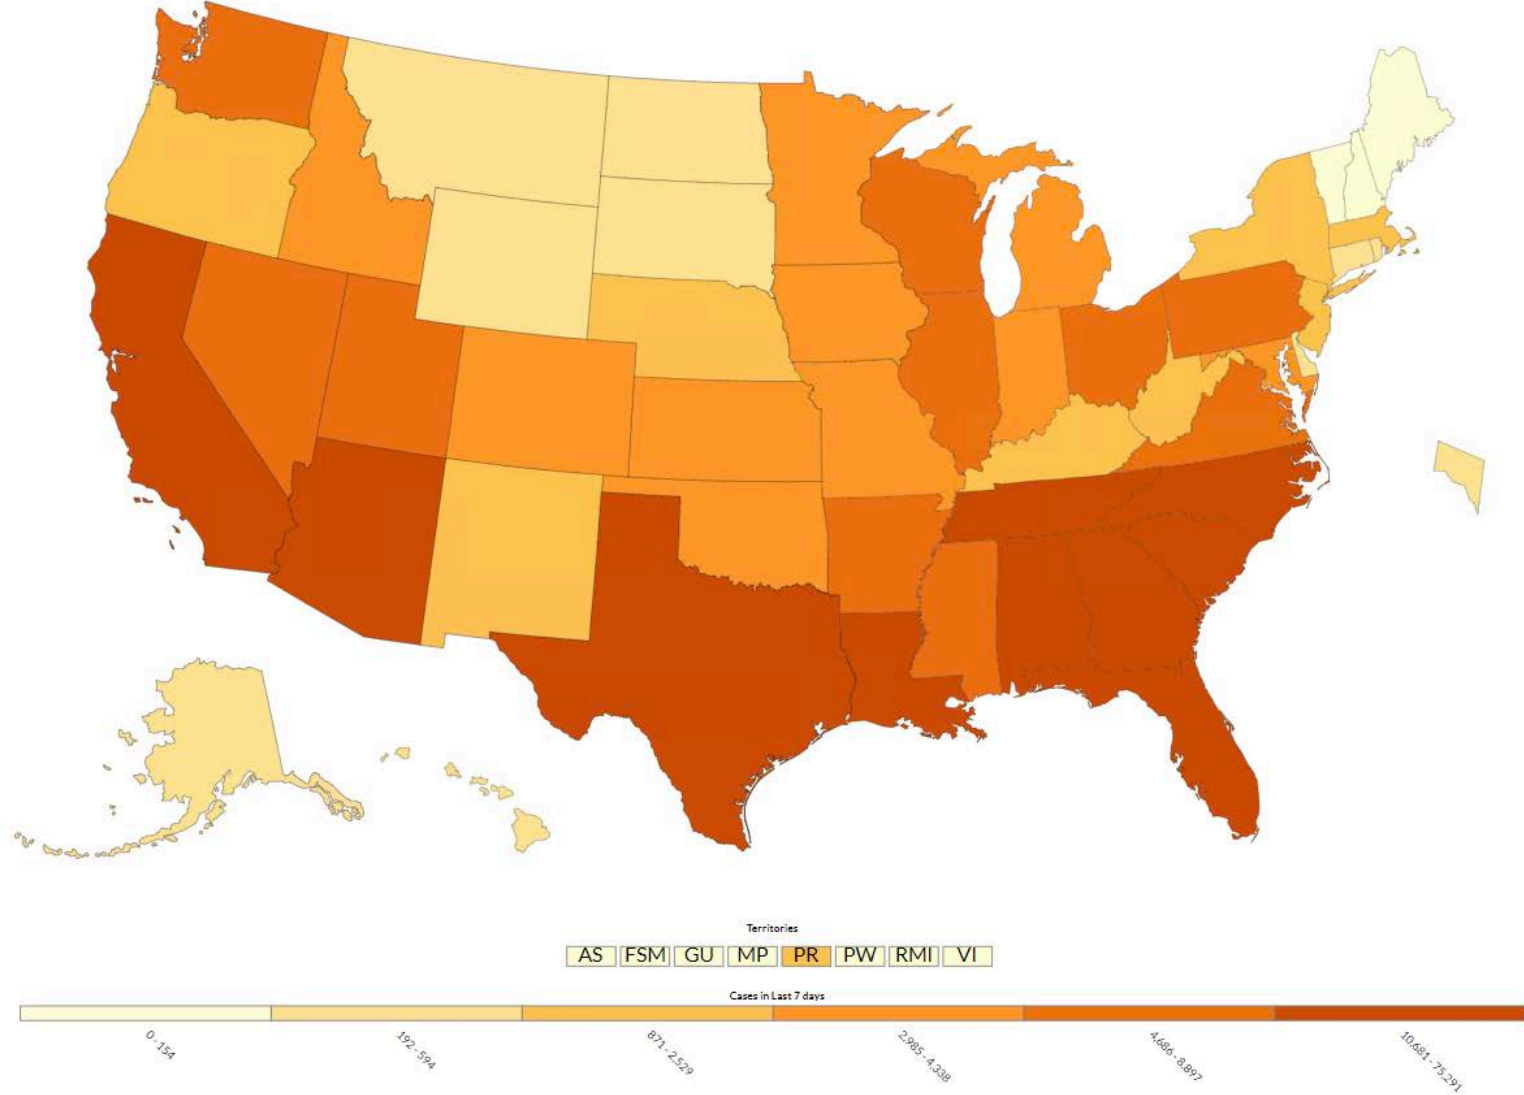 Territories
AS FSM GU MP PR PW RMI VI
Cases in Last 7 days
0 - 154
192 - 594
871 - 2,529
2,985 - 4,338
4,686 - 8,897
10,681 - 75,291